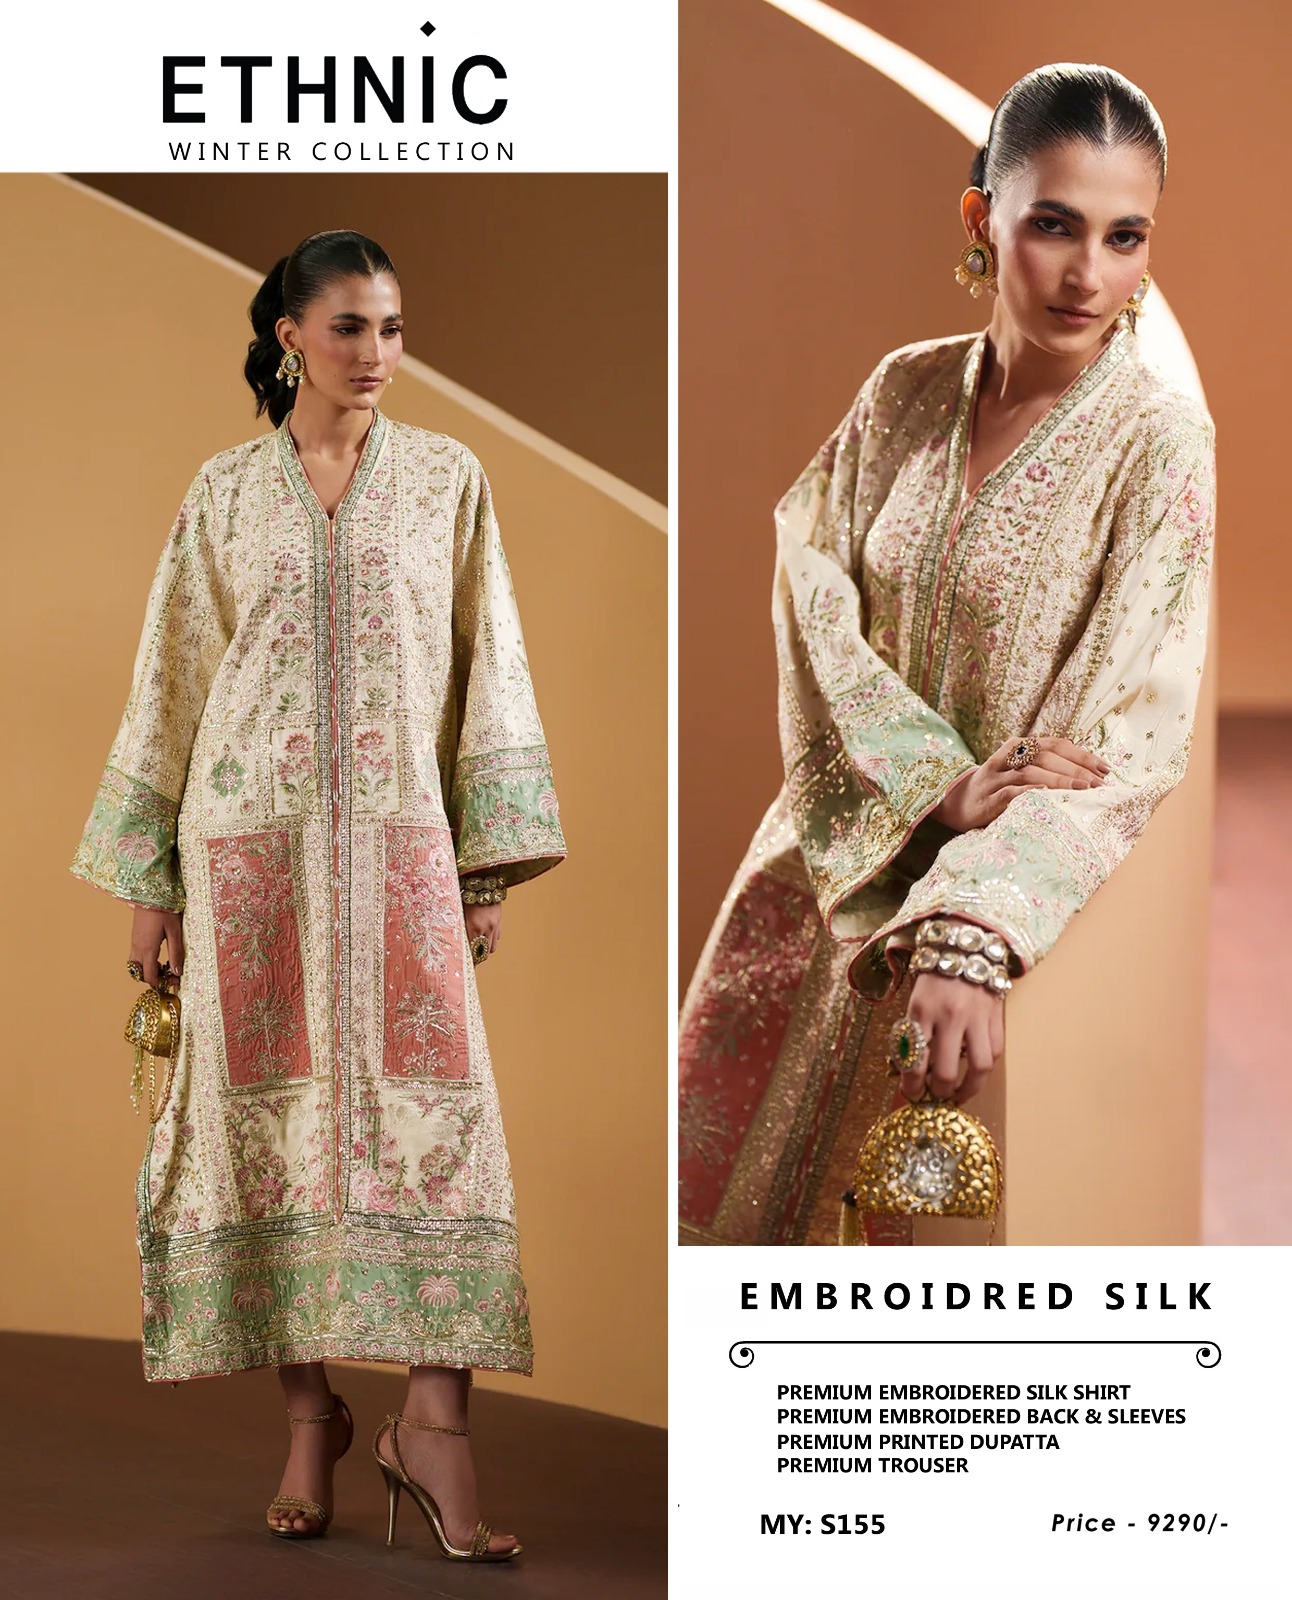 ETHNIC
WINTER COLLECTION
EMBROIDRED SILK
PREMIUM EMBROIDERED SILK SHIRT
PREMIUM EMBROIDERED BACK & SLEEVES
PREMIUM PRINTED DUPATTA
PREMIUM TROUSER
MY: S155
Price - 9290/-